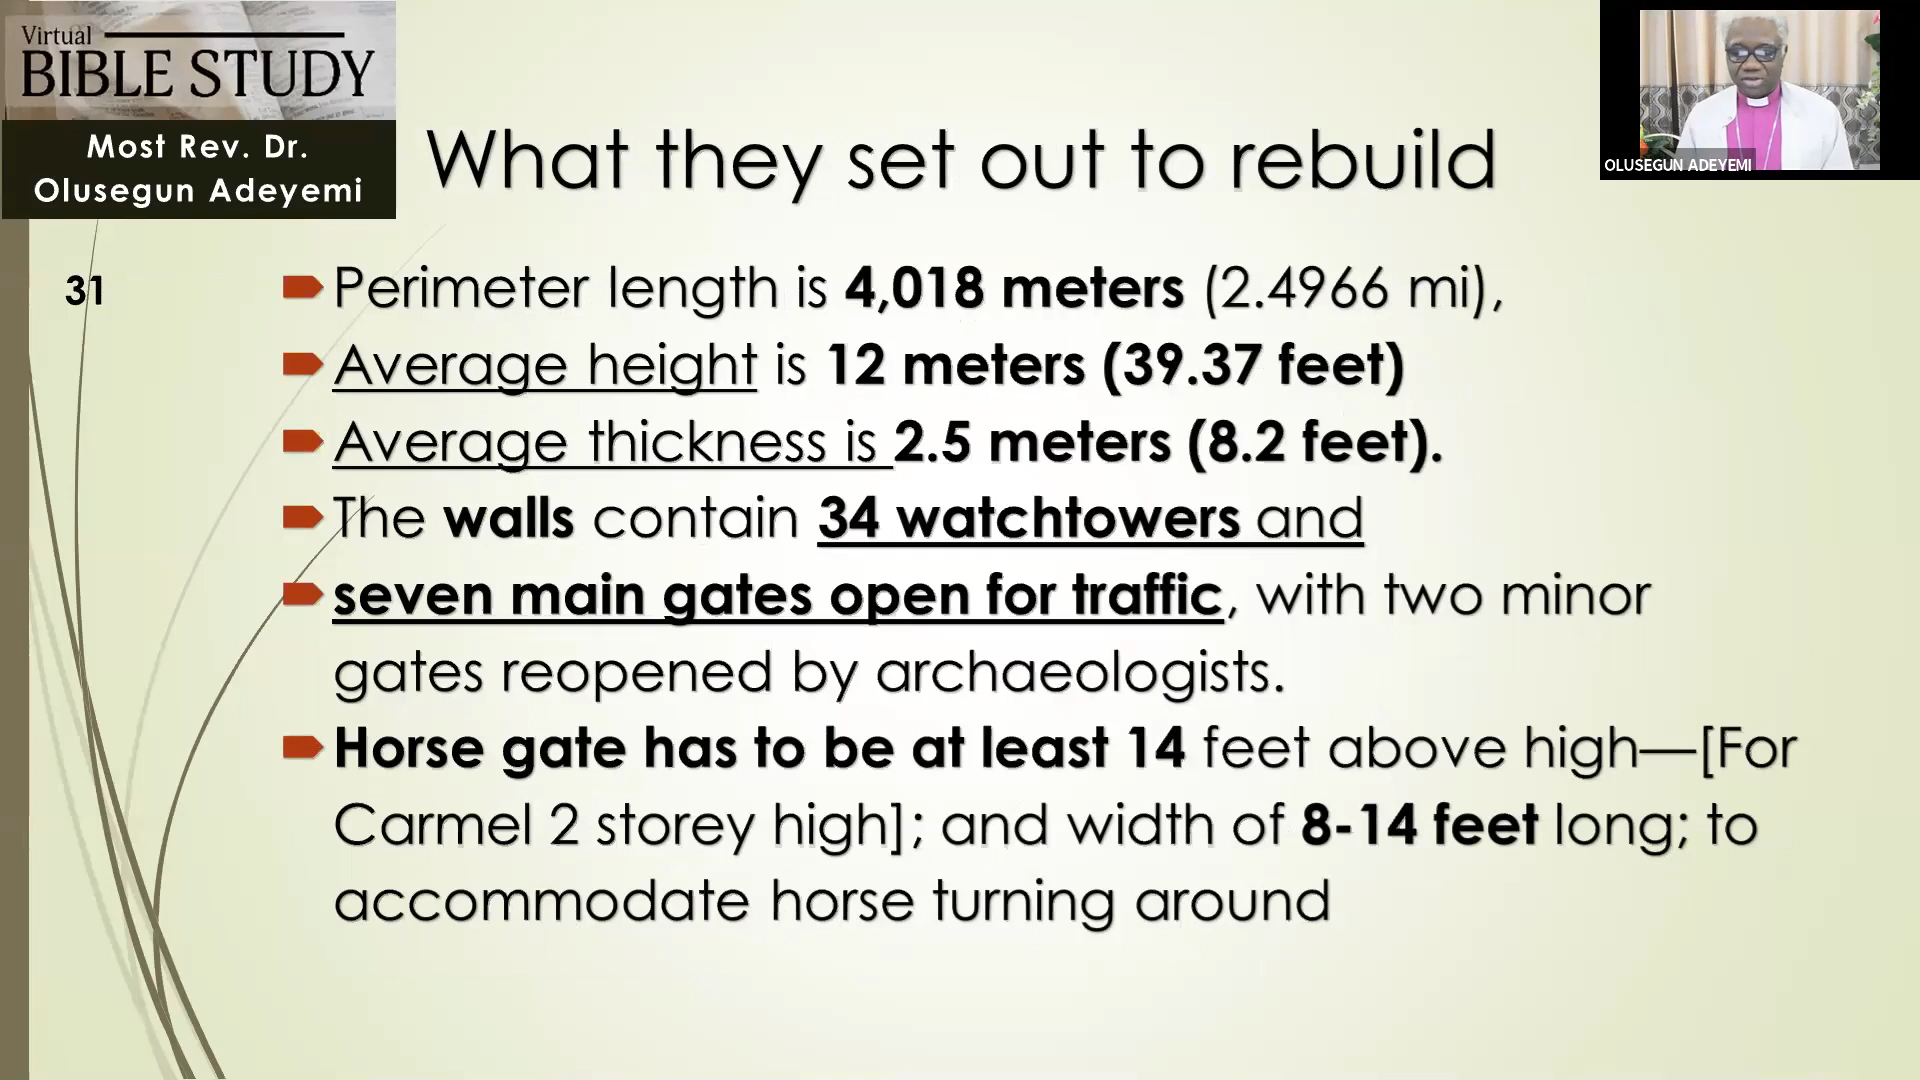 Virtual
BIBLE STUDY
Most Rev. Dr.
Olusegun Adeyemi
OLUSEGUN ADEYEMI
What they set out to rebuild
31
Perimeter length is 4,018 meters (2.4966 mi),
Average height is 12 meters (39.37 feet)
Average thickness is 2.5 meters (8.2 feet).
The walls contain 34 watchtowers and
seven main gates open for traffic, with two minor
gates reopened by archaeologists.
Horse gate has to be at least 14 feet above high—[For
Carmel 2 storey high]; and width of 8-14 feet long; to
accommodate horse turning around